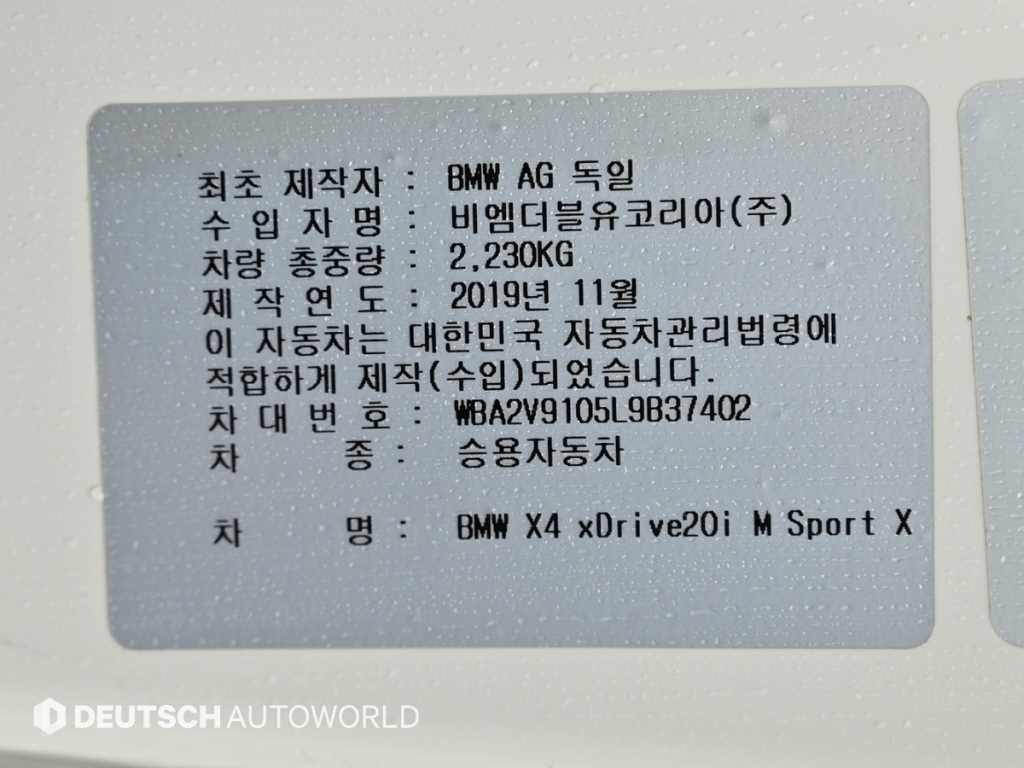 최초 제작자 : BMW AG 독일
수 입 자 명 : 비엠더블유코리아(주)
차량 총중량 : 2,230KG
제 작 연 도 : 2019년 11월
이 자동차는 대한민국 자동차관리법령에
적합하게 제작(수입)되었습니다.
차 대 번 호 : WBA2V9105L9B37402
차 종 : 승용자동차
차 명 : BMW X4 xDrive20i M Sport X
DEUTSCH AUTOWORLD